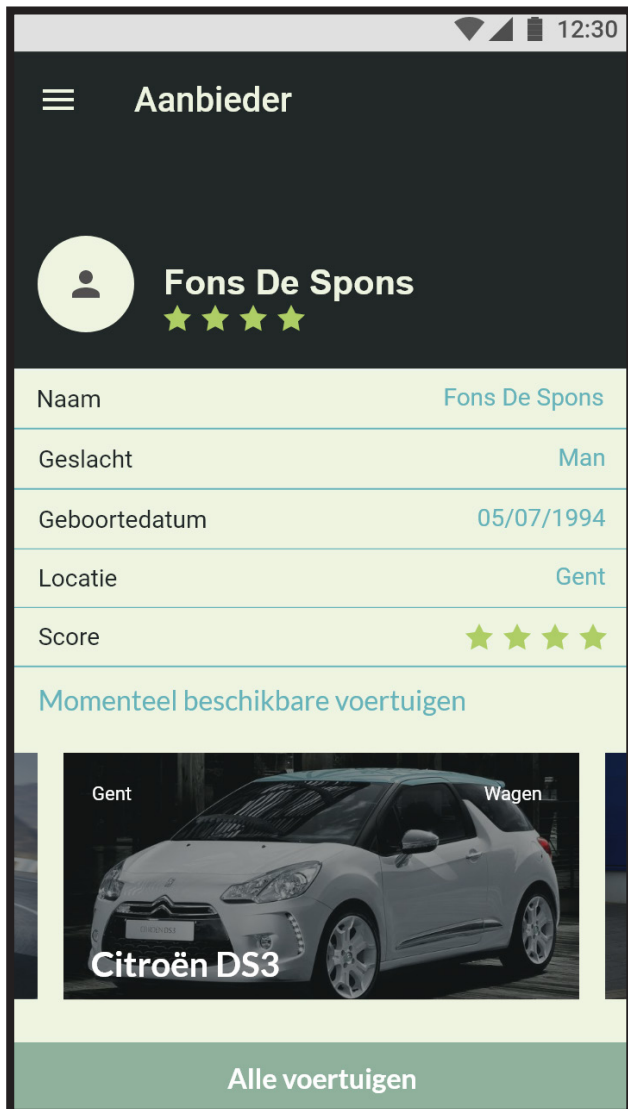 12:30
Aanbieder
Fons De Spons
Naam Fons De Spons
Geslacht Man
Geboortedatum 05/07/1994
Locatie Gent
Score
Momenteel beschikbare voertuigen
Gent Wagen
Citroën DS3
Alle voertuigen